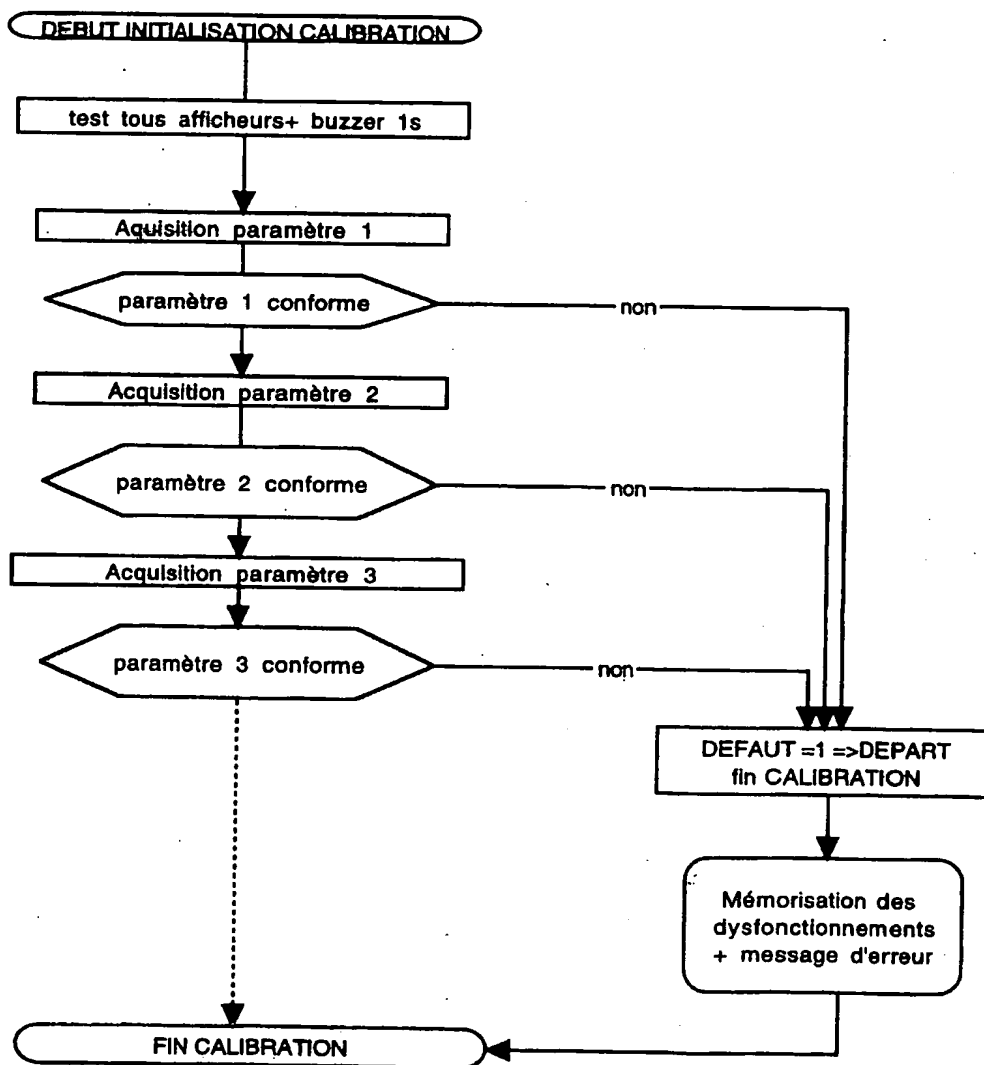 DEBUT INITIALISATION CALIBRATION
test tous afficheurs+ buzzer 1s
Aquisition paramètre 1
paramètre 1 conforme
non
Acquisition paramètre 2
paramètre 2 conforme
non
Acquisition paramètre 3
paramètre 3 conforme
non
DEFAUT =1 =>DEPART
fin CALIBRATION
Mémorisation des
dysfonctionnements
+ message d'erreur
FIN CALIBRATION